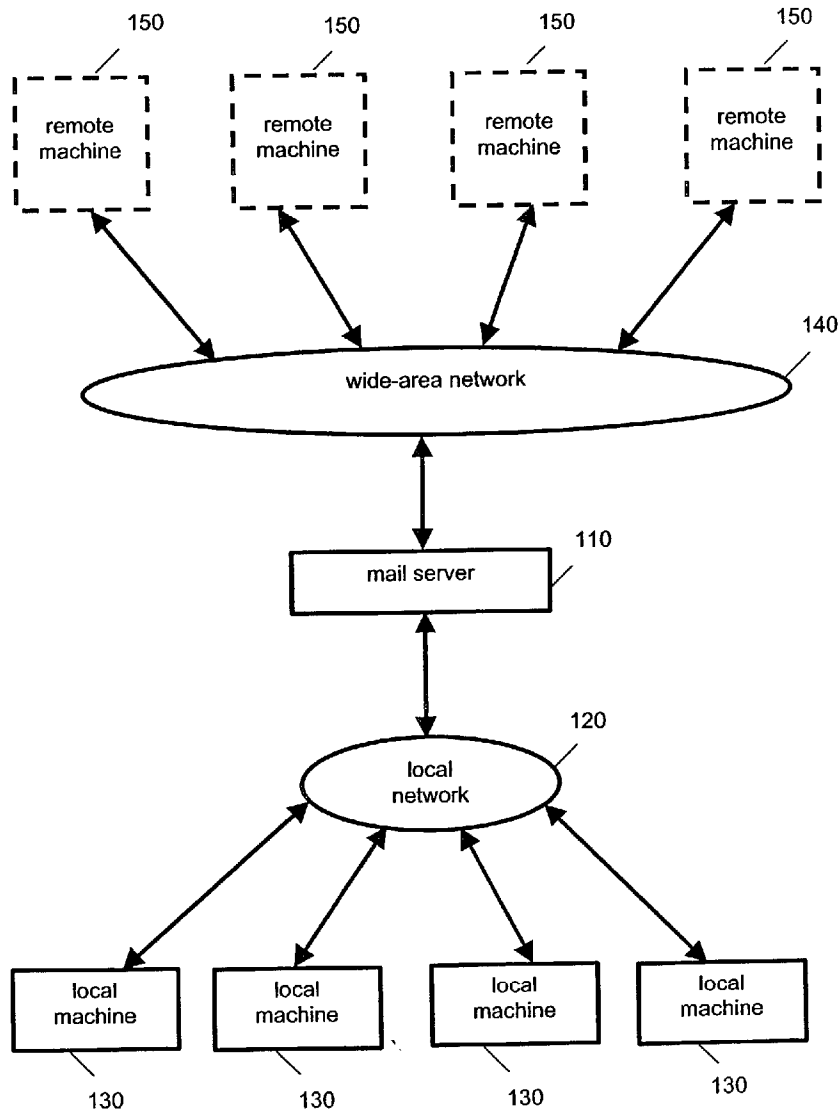 150 150 150 150
remote machine remote machine remote machine remote machine
140
wide-area network
110
mail server
120
local
network
local machine local machine local machine local machine
130 130 130 130